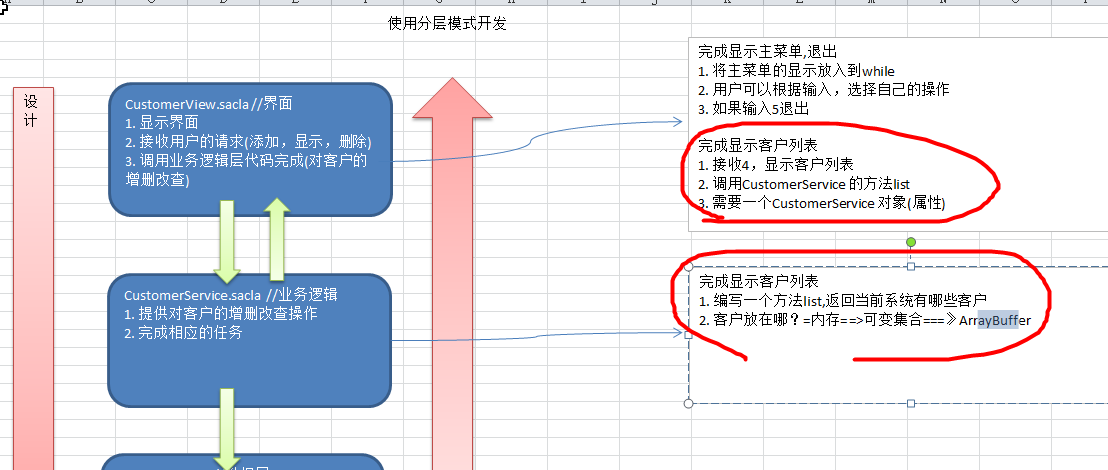 使用分层模式开发
设
计
CustomerView.sacla //界面
1. 显示界面
2. 接收用户的请求(添加，显示，删除)
3. 调用业务逻辑层代码完成(对客户的
增删改查)
完成显示主菜单,退出
1. 将主菜单的显示放入到while
2. 用户可以根据输入，选择自己的操作
3. 如果输入5退出
完成显示客户列表
1. 接收4，显示客户列表
2. 调用CustomerService 的方法list
3. 需要一个CustomerService 对象(属性)
CustomerService.sacla //业务逻辑
1. 提供对客户的增删改查操作
2. 完成相应的任务
完成显示客户列表
1. 编写一个方法list,返回当前系统有哪些客户
2. 客户放在哪？=内存==>可变集合===》ArrayBuffer